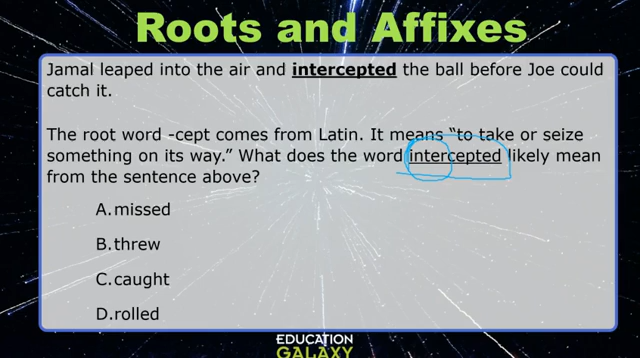 Roots and Affixes
Jamal leaped into the air and intercepted the ball before Joe could
catch it.
The root word -cept comes from Latin. It means “to take or seize
something on its way.” What does the word intercepted likely mean
from the sentence above?
A. missed
B. threw
C. caught
D. rolled
EDUCATION
GALAXY